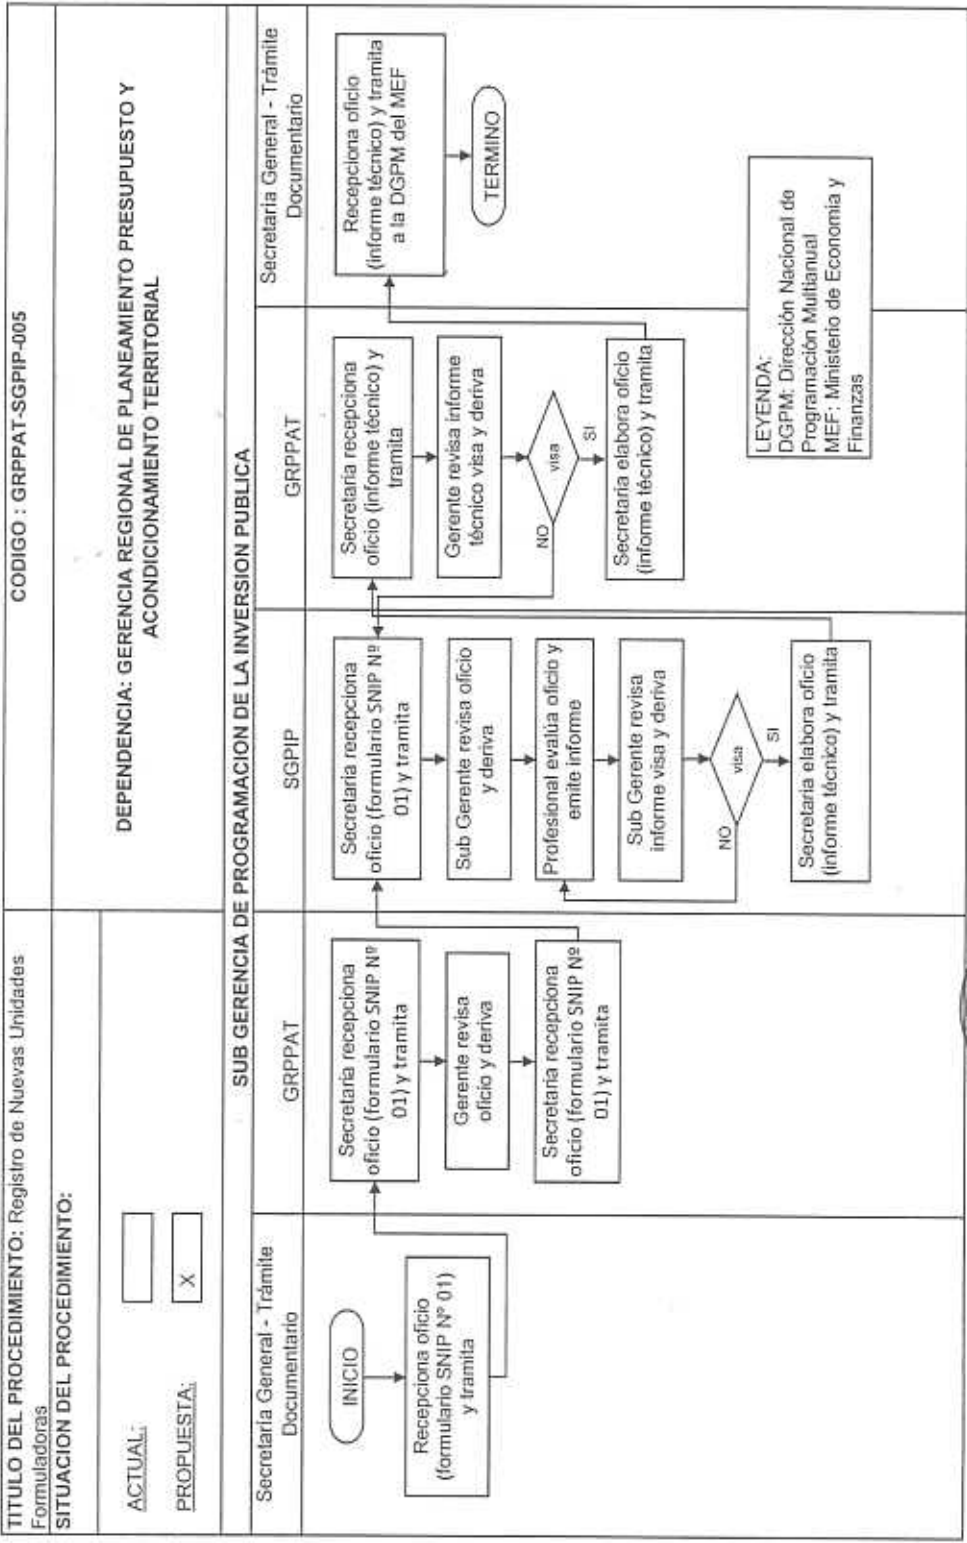 TITULO DEL PROCEDIMIENTO: Registro de Nuevas Unidades
Formuladoras
CODIGO : GRPPAT-SGPIP-005
SITUACION DEL PROCEDIMIENTO:
ACTUAL:
PROPUESTA:
X
DEPENDENCIA: GERENCIA REGIONAL DE PLANEAMIENTO PRESUPUESTO Y
ACONDICIONAMIENTO TERRITORIAL
SUB GERENCIA DE PROGRAMACION DE LA INVERSION PUBLICA
Secretaria General - Trámite
Documentario
GRPPAT
SGPIP
GRPPAT
Secretaria General - Trámite
Documentario
INICIO
Recepciona oficio
(formulario SNIP N° 01)
y tramita
Secretaria recepciona
oficio (formulario SNIP Nº
01) y tramita
Gerente revisa
oficio y deriva
Secretaria recepciona
oficio (formulario SNIP Nº
01) y tramita
Secretaria recepciona
oficio (formulario SNIP Nº
01) y tramita
Sub Gerente revisa oficio
y deriva
Profesional evalúa oficio y
emite informe
Sub Gerente revisa
informe visa y deriva
visa
NO
SI
Secretaria elabora oficio
(informe técnico) y tramita
Secretaria recepciona
oficio (informe técnico) y
tramita
Gerente revisa informe
técnico visa y deriva
visa
NO
SI
Secretaria elabora oficio
(informe técnico) y tramita
Recepciona oficio
(informe técnico) y tramita
a la DGPM del MEF
TERMINO
LEYENDA:
DGPM: Dirección Nacional de
Programación Multianual
MEF: Ministerio de Economía y
Finanzas